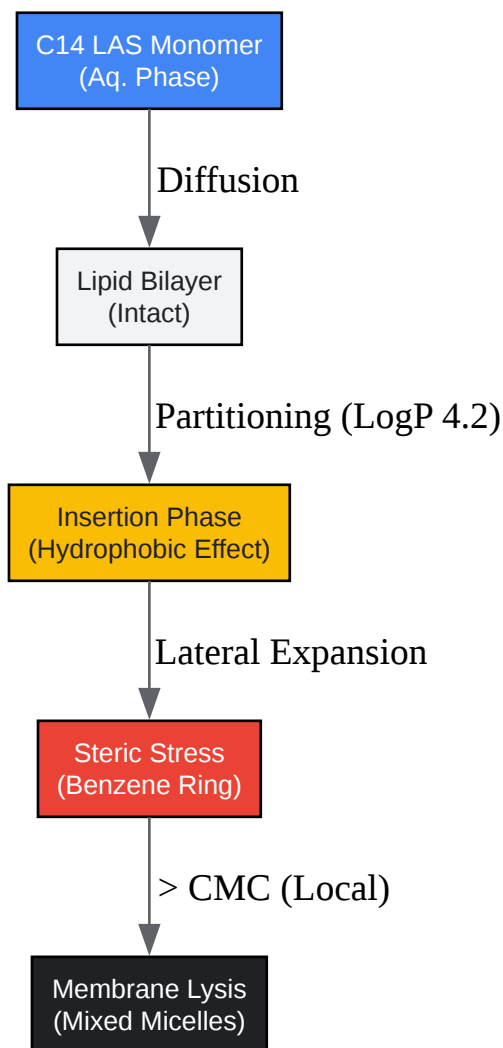 C14 LAS Monomer
(Aq. Phase)
Diffusion
Lipid Bilayer
(Intact)
Partitioning (LogP 4.2)
Insertion Phase
(Hydrophobic Effect)
Lateral Expansion
Steric Stress
(Benzene Ring)
> CMC (Local)
Membrane Lysis
(Mixed Micelles)